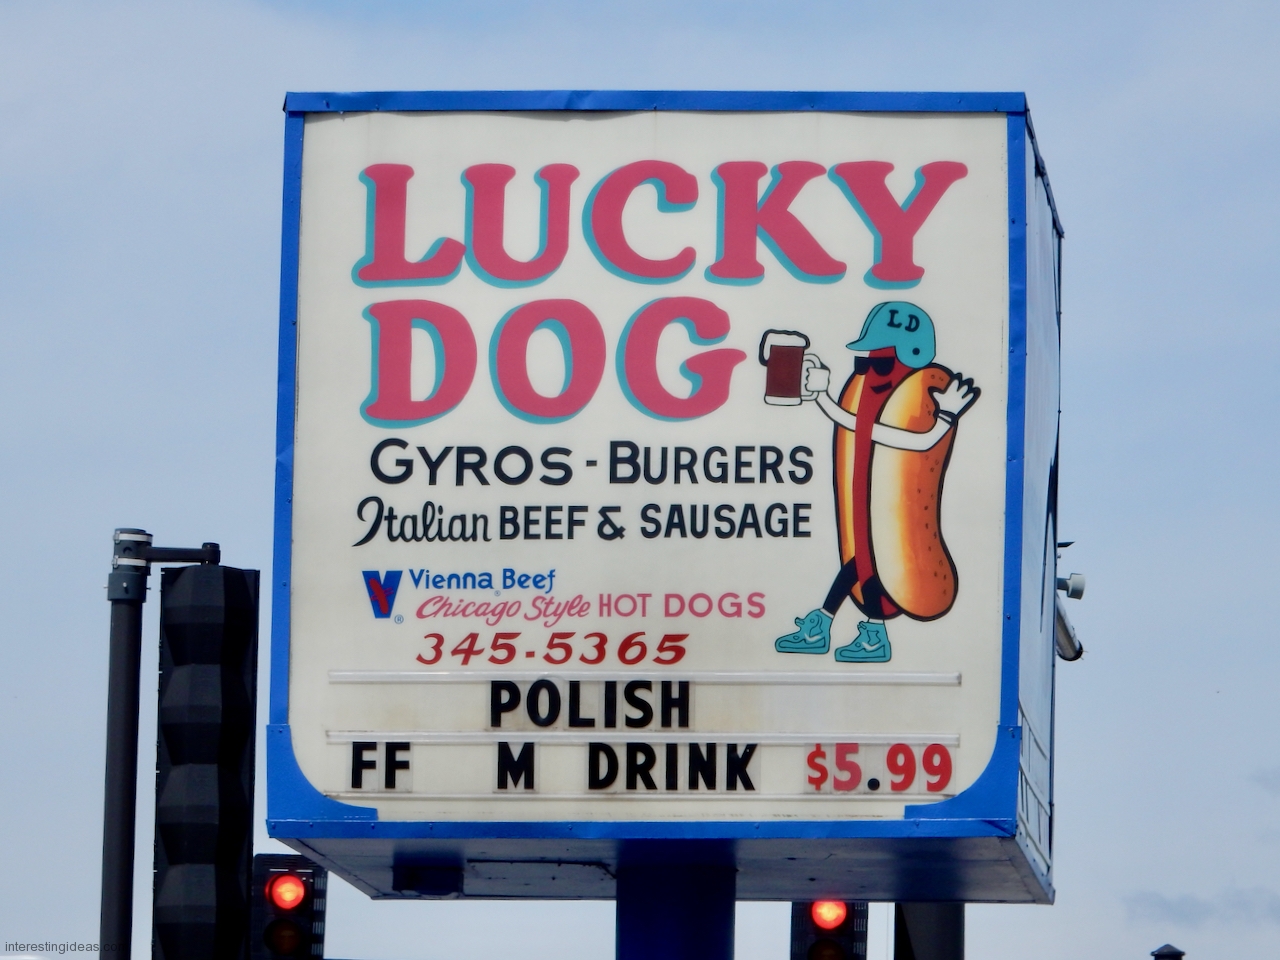 LUCKY
DOG
LD
GYROS - BURGERS
Italian BEEF & SAUSAGE
V Vienna Beef ®
Chicago Style HOT DOGS
®
345-5365
POLISH
FF M DRINK $5.99
interestingideas.com